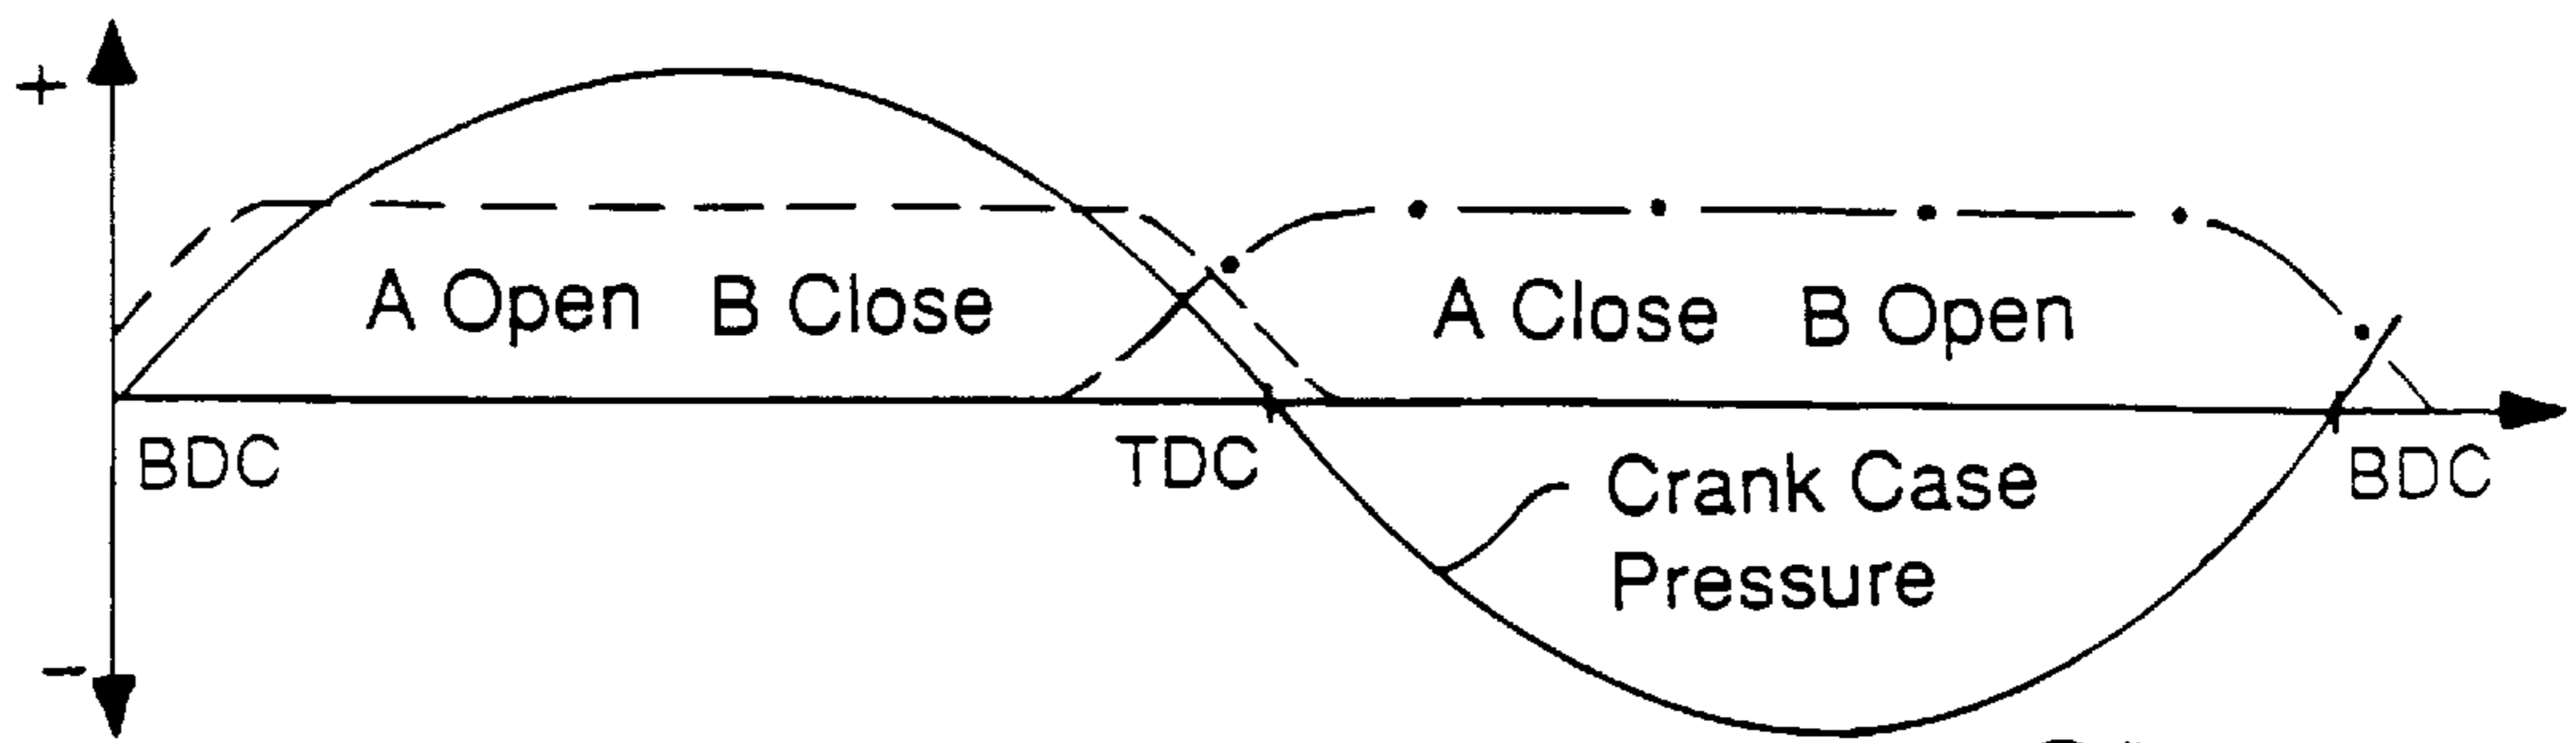 +
A Open B Close
A Close B Open
BDC
TDC
BDC
Crank Case
Pressure
-